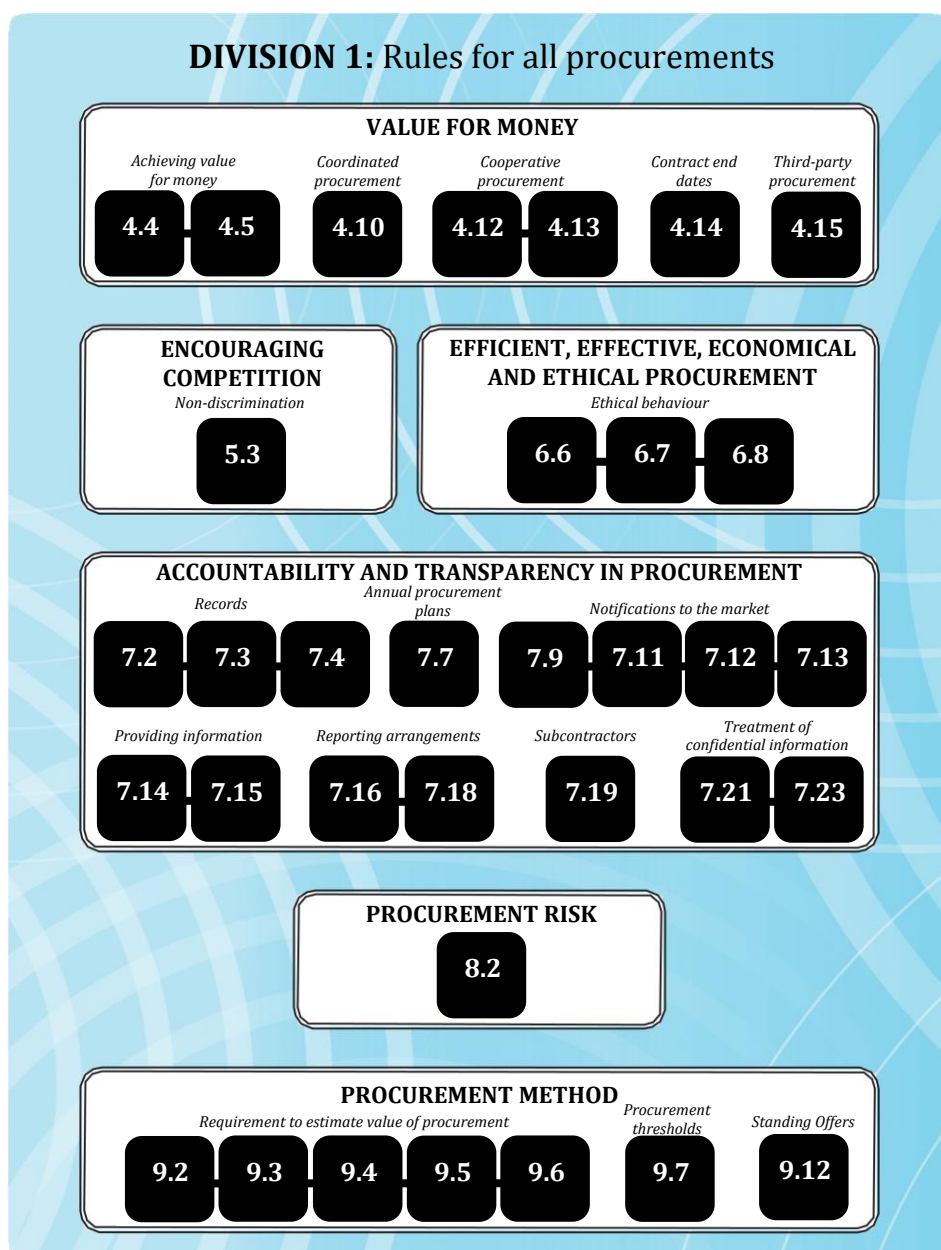 DIVISION 1: Rules for all procurements
VALUE FOR MONEY
Achieving value
for money
4.4 4.5
Coordinated
procurement
4.10
Cooperative
procurement
4.12 4.13
Contract end
dates
4.14
Third-party
procurement
4.15
ENCOURAGING
COMPETITION
Non-discrimination
5.3
EFFICIENT, EFFECTIVE, ECONOMICAL
AND ETHICAL PROCUREMENT
Ethical behaviour
6.6 6.7 6.8
ACCOUNTABILITY AND TRANSPARENCY IN PROCUREMENT
Records
7.2 7.3 7.4
Annual procurement
plans
7.7
Notifications to the market
7.9 7.11 7.12 7.13
Providing information
7.14 7.15
Reporting arrangements
7.16 7.18
Subcontractors
7.19
Treatment of
confidential information
7.21 7.23
PROCUREMENT RISK
8.2
PROCUREMENT METHOD
Requirement to estimate value of procurement
9.2 9.3 9.4 9.5 9.6
Procurement
thresholds
9.7
Standing Offers
9.12